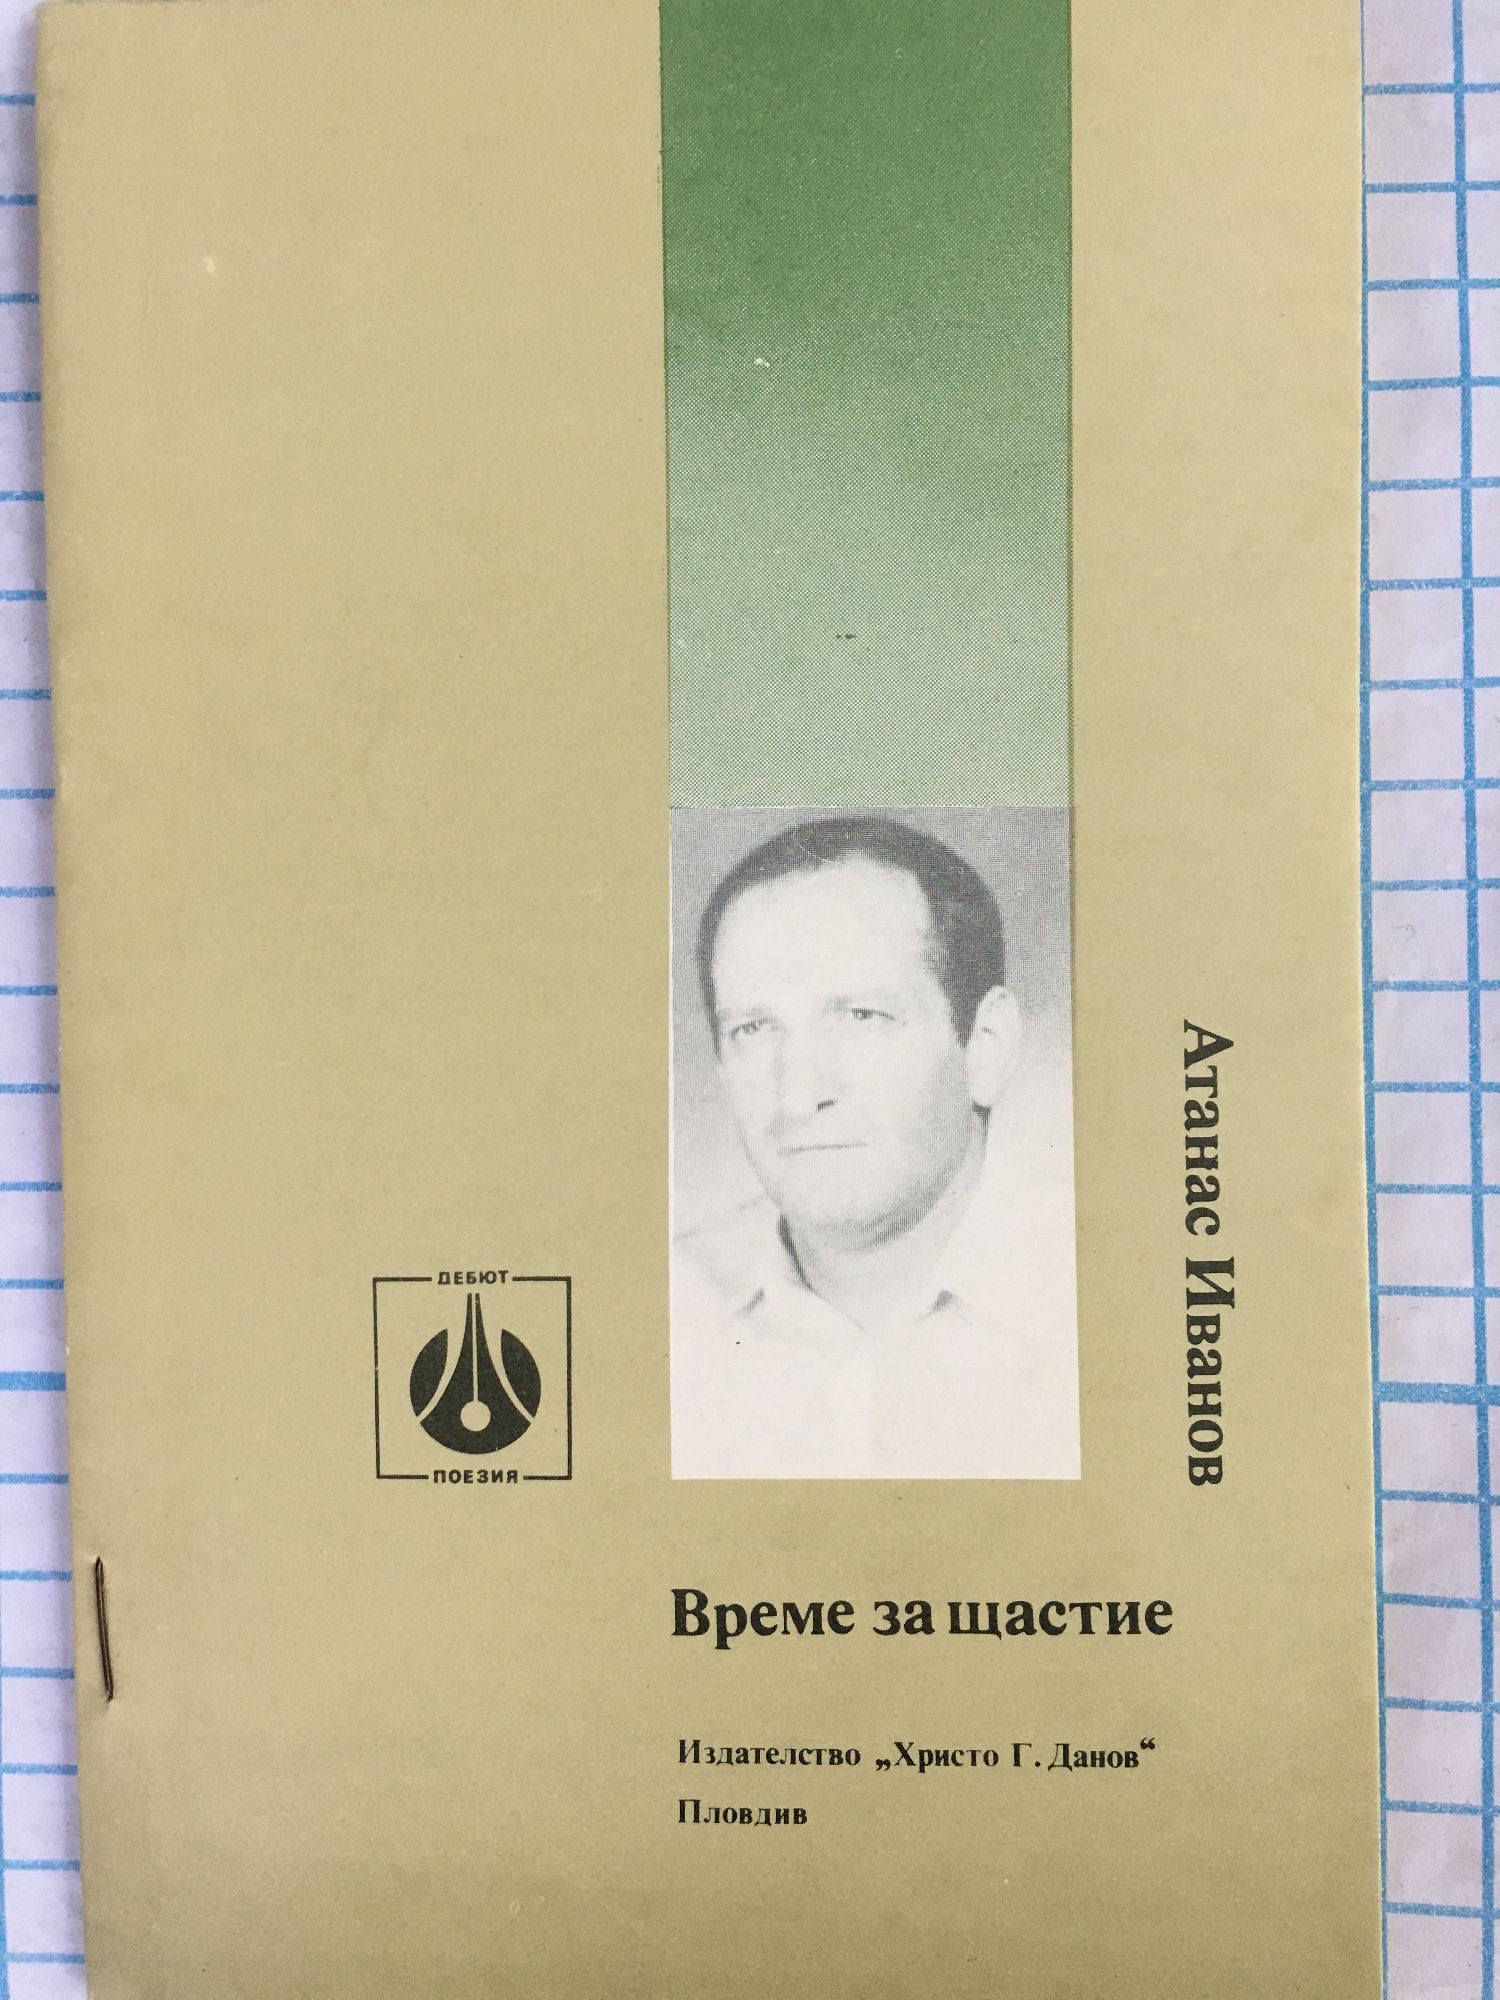 Атанас Иванов
ДЕБЮТ
ПОЕЗИЯ
Време за щастие
Издателство „Христо Г. Данов“
Пловдив